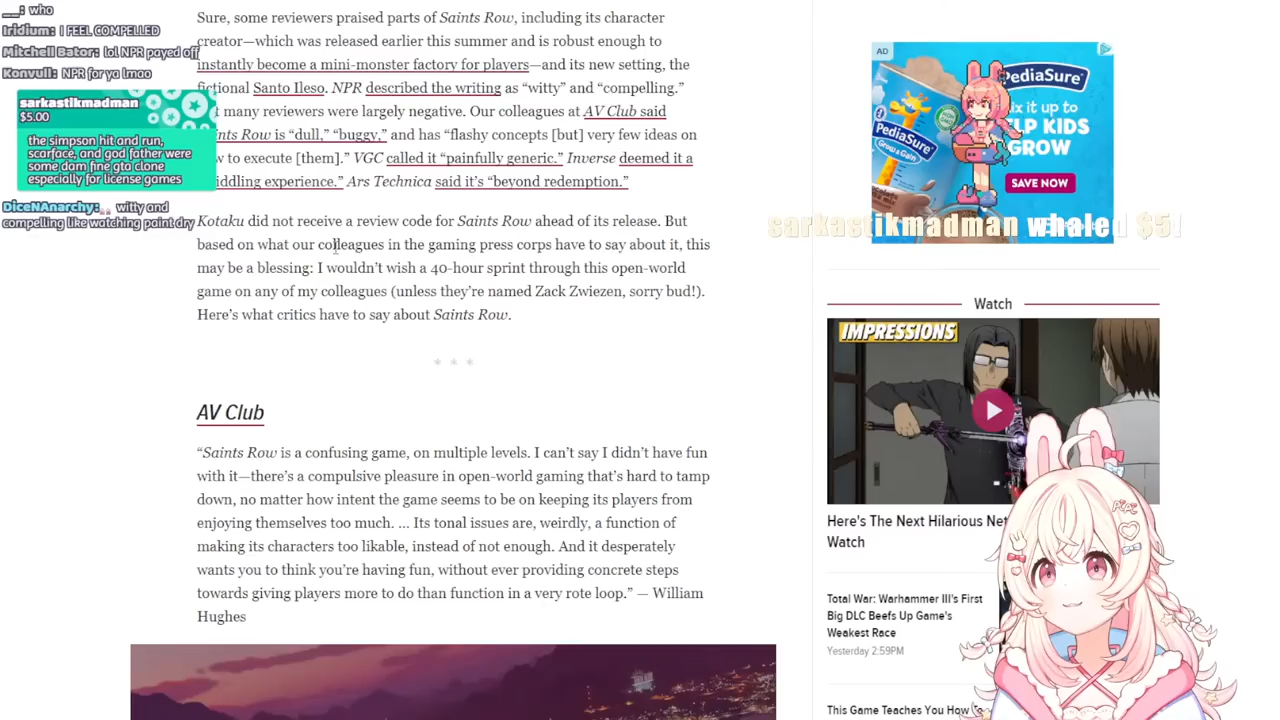 __: who
Iridium: I FEEL COMPELLED
Mitchell Bator: lol NPR payed off
Konvull: NPR for ya lmao
sarkastikmadman
$5.00
the simpson hit and run,
scarface, and god father were
some dam fine gta clone
especially for license games
DiceNAnarchy: witty and
compelling like watching paint dry
Sure, some reviewers praised parts of Saints Row, including its character
creator—which was released earlier this summer and is robust enough to
instantly become a mini-monster factory for players—and its new setting, the
fictional Santo Ileso. NPR described the writing as “witty” and “compelling.”
t many reviewers were largely negative. Our colleagues at AV Club said
ints Row is “dull,” “buggy,” and has “flashy concepts [but] very few ideas on
w to execute [them].” VGC called it “painfully generic.” Inverse deemed it a
iddling experience.” Ars Technica said it’s “beyond redemption.”
Kotaku did not receive a review code for Saints Row ahead of its release. But
based on what our colleagues in the gaming press corps have to say about it, this
may be a blessing: I wouldn’t wish a 40-hour sprint through this open-world
game on any of my colleagues (unless they’re named Zack Zwiezen, sorry bud!).
Here’s what critics have to say about Saints Row.
* * *
AV Club
“Saints Row is a confusing game, on multiple levels. I can’t say I didn’t have fun
with it—there’s a compulsive pleasure in open-world gaming that’s hard to tamp
down, no matter how intent the game seems to be on keeping its players from
enjoying themselves too much. ... Its tonal issues are, weirdly, a function of
making its characters too likable, instead of not enough. And it desperately
wants you to think you’re having fun, without ever providing concrete steps
towards giving players more to do than function in a very rote loop.” — William
Hughes
AD
PediaSure
ix it up to
LP KIDS
GROW
SAVE NOW
PediaSure
Grow & Gain
sarkastikmadman whaled $5!
Watch
IMPRESSIONS
Here's The Next Hilarious Net
Watch
Total War: Warhammer III's First
Big DLC Beefs Up Game's
Weakest Race
Yesterday 2:59PM
This Game Teaches You How To
PiPi